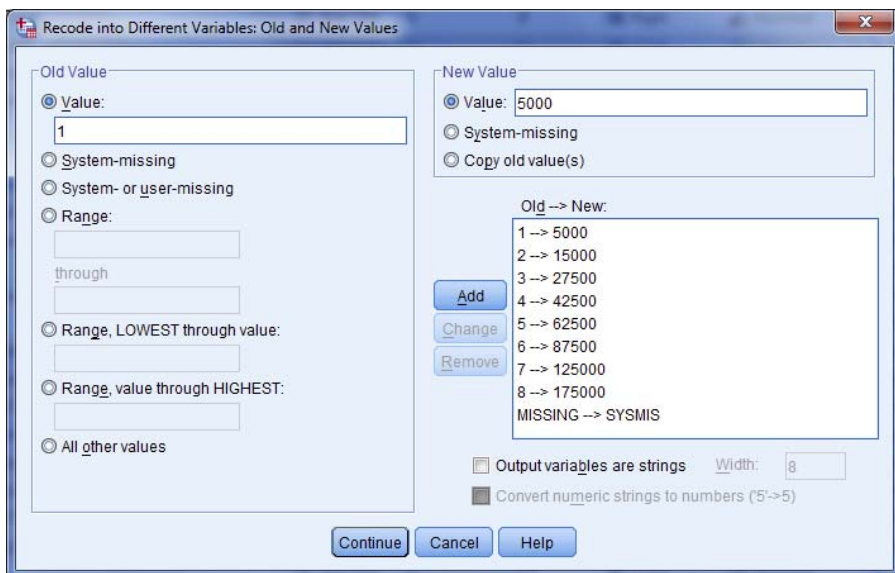 Recode into Different Variables: Old and New Values
Old Value
Value:
1
System-missing
System- or user-missing
Range:
through
Range, LOWEST through value:
Range, value through HIGHEST:
All other values
New Value
Value: 5000
System-missing
Copy old value(s)
Old --> New:
1 --> 5000
2 --> 15000
3 --> 27500
4 --> 42500
5 --> 62500
6 --> 87500
7 --> 125000
8 --> 175000
MISSING --> SYSMIS
Add
Change
Remove
Output variables are strings Width: 8
Convert numeric strings to numbers ('5'->5)
Continue Cancel Help